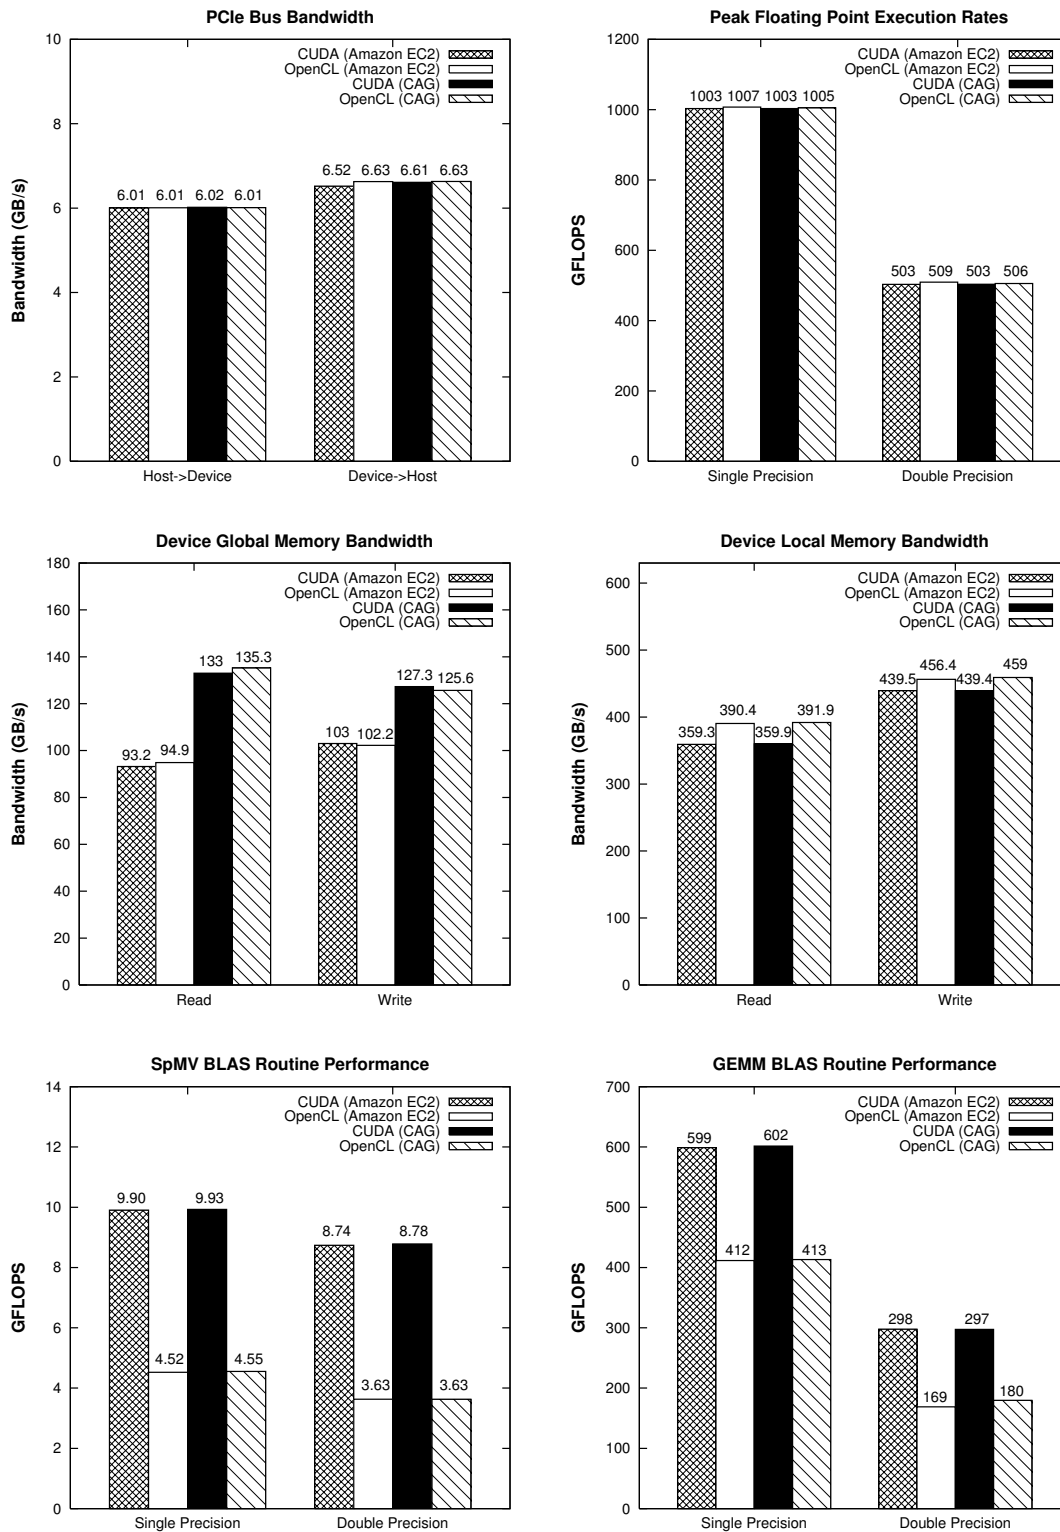 PCIe Bus Bandwidth
10
8
6
4
2
0
Bandwidth (GB/s)
CUDA (Amazon EC2)
OpenCL (Amazon EC2)
CUDA (CAG)
OpenCL (CAG)
6.01 6.01 6.02 6.01
6.52 6.63 6.61 6.63
Host->Device Device->Host
Peak Floating Point Execution Rates
1200
1000
800
600
400
200
0
GFLOPS
CUDA (Amazon EC2)
OpenCL (Amazon EC2)
CUDA (CAG)
OpenCL (CAG)
1003 1007 1003 1005
503 509 503 506
Single Precision Double Precision
Device Global Memory Bandwidth
180
160
140
120
100
80
60
40
20
0
Bandwidth (GB/s)
CUDA (Amazon EC2)
OpenCL (Amazon EC2)
CUDA (CAG)
OpenCL (CAG)
93.2 94.9 133 135.3
103 102.2 127.3 125.6
Read Write
Device Local Memory Bandwidth
600
500
400
300
200
100
0
Bandwidth (GB/s)
CUDA (Amazon EC2)
OpenCL (Amazon EC2)
CUDA (CAG)
OpenCL (CAG)
359.3 390.4 359.9 391.9
439.5 456.4 439.4 459
Read Write
SpMV BLAS Routine Performance
14
12
10
8
6
4
2
0
GFLOPS
CUDA (Amazon EC2)
OpenCL (Amazon EC2)
CUDA (CAG)
OpenCL (CAG)
9.90 4.52 9.93 4.55
8.74 3.63 8.78 3.63
Single Precision Double Precision
GEMM BLAS Routine Performance
700
600
500
400
300
200
100
0
GFLOPS
CUDA (Amazon EC2)
OpenCL (Amazon EC2)
CUDA (CAG)
OpenCL (CAG)
599 412 602 413
298 169 297 180
Single Precision Double Precision